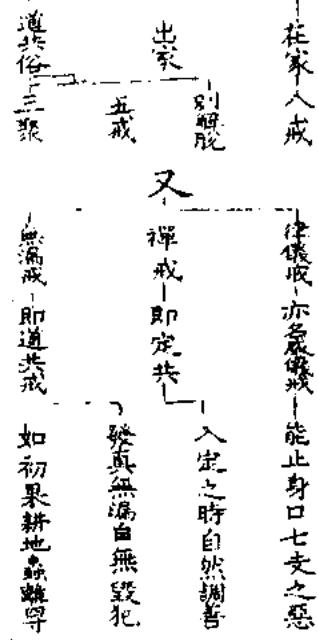 在家八戒
出家
別解脫
五戒
道共俗
三聚
又
律儀戒亦名威儀戒能止身口七支之惡
禪戒即定共
入定之時自然調善
發真無漏自無毀犯
無漏戒即道共戒
如初果耕地蟲離